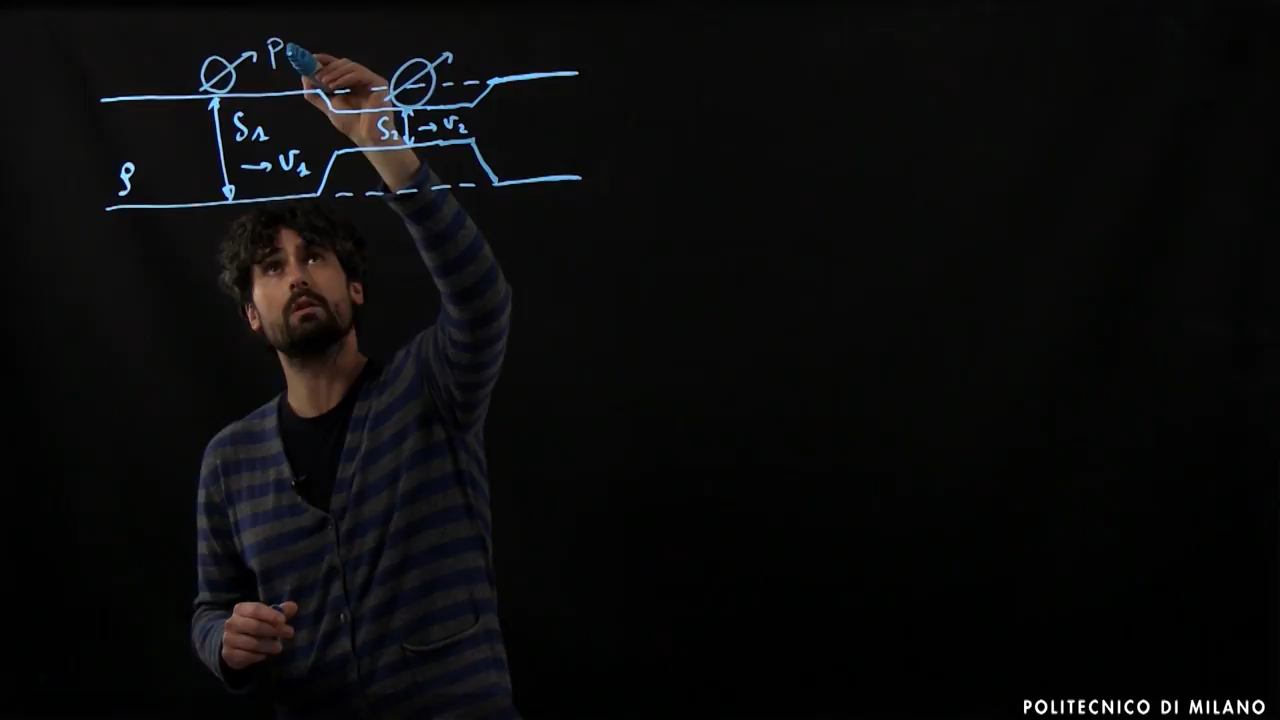 P
S₁
S₂ → v₂
→ v₁
ρ
POLITECNICO DI MILANO